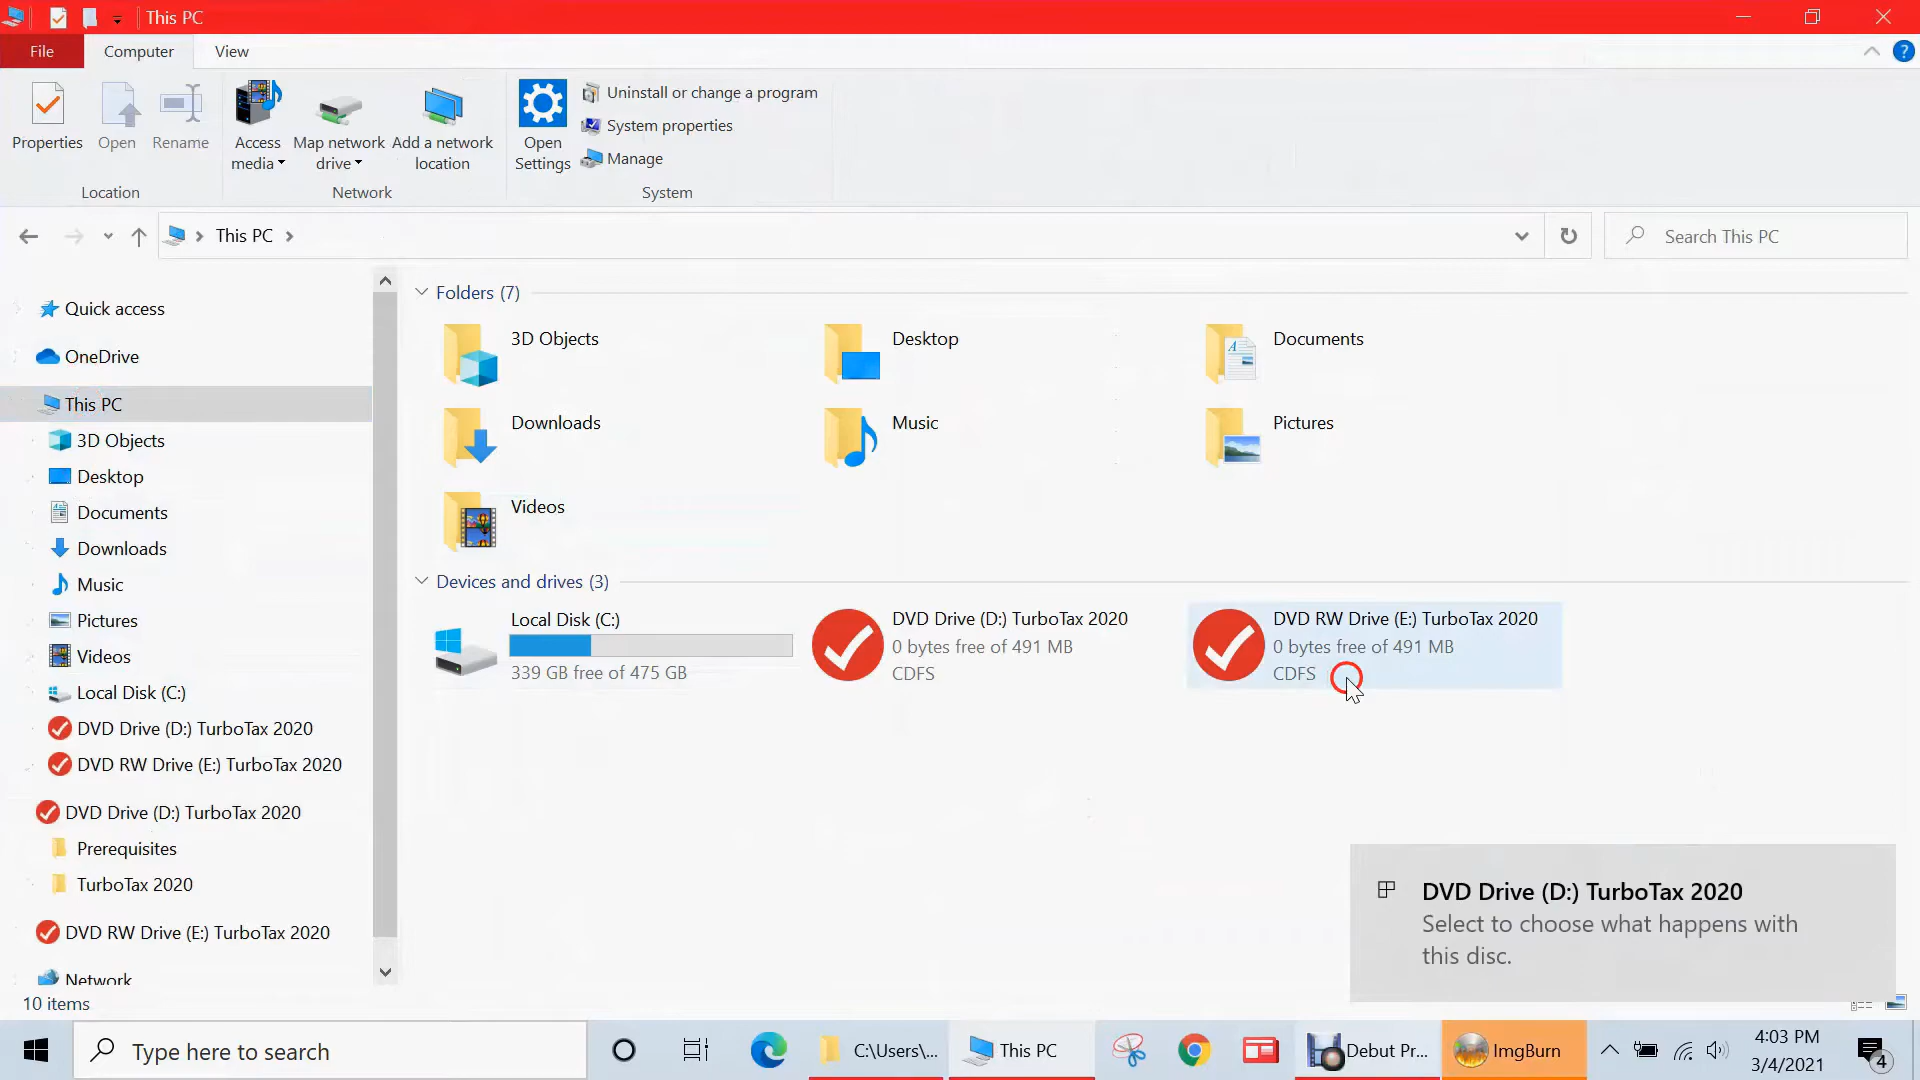 This PC
File
Computer
View
Properties
Open
Rename
Access
media
Map network
drive
Add a network
location
Open
Settings
Uninstall or change a program
System properties
Manage
Location
Network
System
This PC
Search This PC
Quick access
OneDrive
This PC
3D Objects
Desktop
Documents
Downloads
Music
Pictures
Videos
Local Disk (C:)
DVD Drive (D:) TurboTax 2020
DVD RW Drive (E:) TurboTax 2020
DVD Drive (D:) TurboTax 2020
Prerequisites
TurboTax 2020
DVD RW Drive (E:) TurboTax 2020
Network
Folders (7)
3D Objects
Desktop
Documents
Downloads
Music
Pictures
Videos
Devices and drives (3)
Local Disk (C:)
339 GB free of 475 GB
DVD Drive (D:) TurboTax 2020
0 bytes free of 491 MB
CDFS
DVD RW Drive (E:) TurboTax 2020
0 bytes free of 491 MB
CDFS
DVD Drive (D:) TurboTax 2020
Select to choose what happens with
this disc.
10 items
Type here to search
C:\Users\...
This PC
Debut Pr...
ImgBurn
4:03 PM
3/4/2021
4